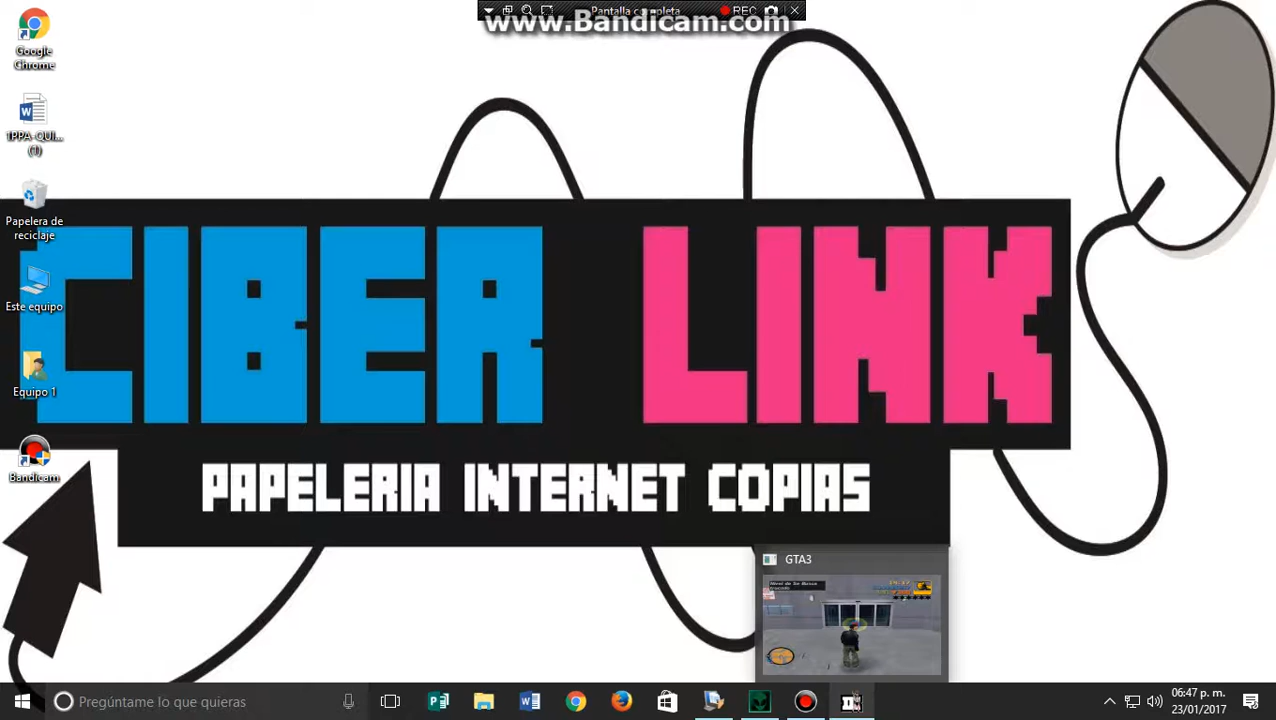 Pantalla completa
REC
www.Bandicam.com
Google
Chrome
1PPA-QUI...
(1)
Papelera de
reciclaje
Este equipo
Equipo 1
Bandicam
CIBER LINK
PAPELERIA INTERNET COPIAS
GTA3
Pregúntame lo que quieras
06:47 p. m.
23/01/2017